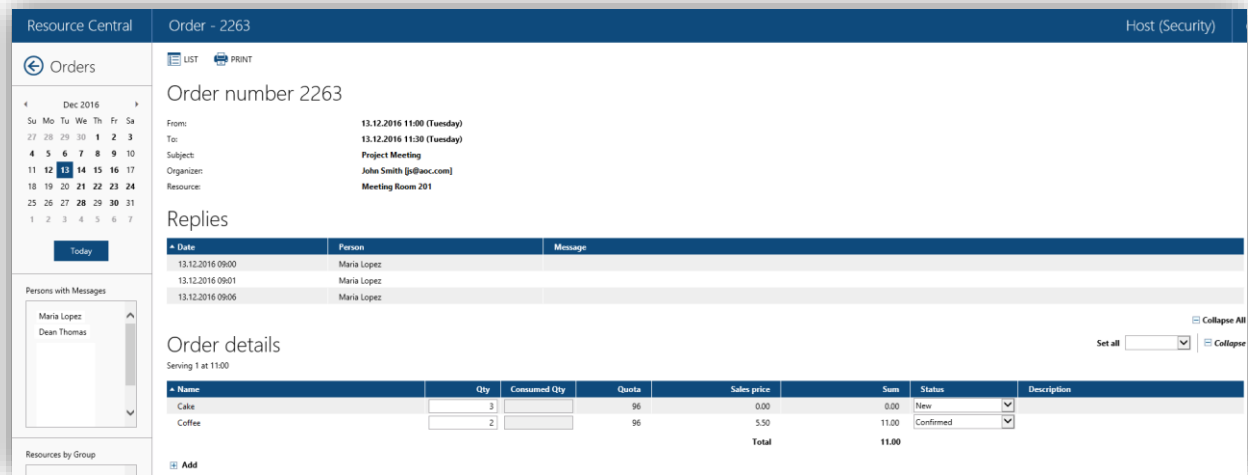 Resource Central
Order - 2263
Host (Security)
Orders
LIST PRINT
Order number 2263
Dec 2016
Su Mo Tu We Th Fr Sa
27 28 29 30 1 2 3
4 5 6 7 8 9 10
11 12 13 14 15 16 17
18 19 20 21 22 23 24
25 26 27 28 29 30 31
1 2 3 4 5 6 7
Today
Persons with Messages
Maria Lopez
Dean Thomas
Resources by Group
From: 13.12.2016 11:00 (Tuesday)
To: 13.12.2016 11:30 (Tuesday)
Subject: Project Meeting
Organizer: John Smith [js@aoc.com]
Resource: Meeting Room 201
Replies
Date Person Message
13.12.2016 09:00 Maria Lopez
13.12.2016 09:01 Maria Lopez
13.12.2016 09:06 Maria Lopez
Collapse All
Order details
Set all Collapse
Serving 1 at 11:00
Name Qty Consumed Qty Quota Sales price Sum Status Description
Cake 3 96 0.00 0.00 New
Coffee 2 96 5.50 11.00 Confirmed
Total 11.00
Add